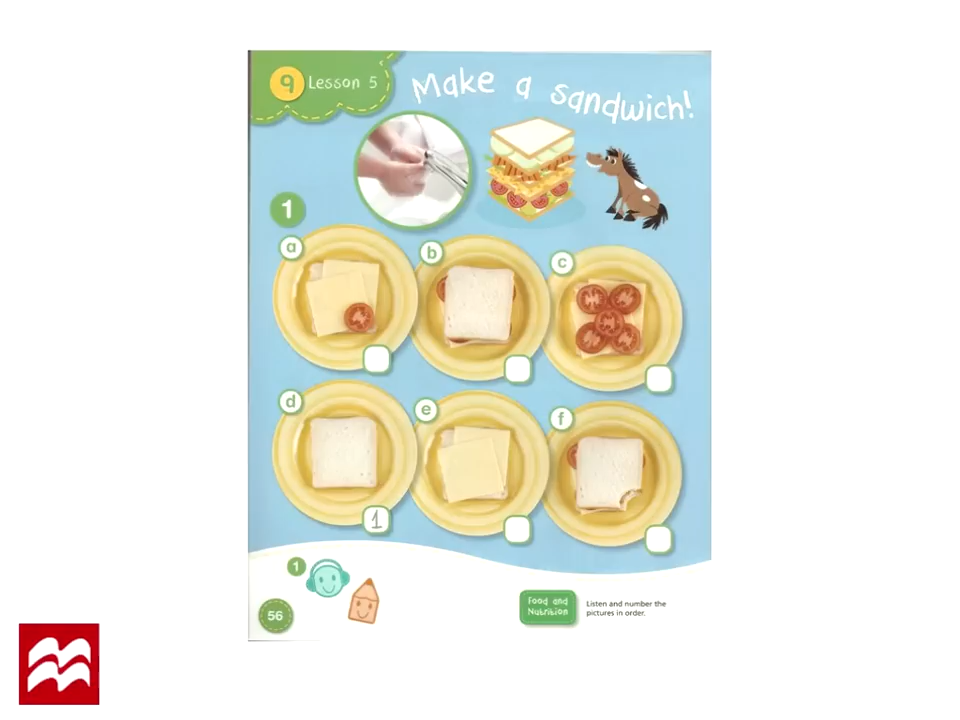 9 Lesson 5
Make a sandwich!
1
a
b
c
d
e
f
1
1
56
Food and
Nutrition
Listen and number the
pictures in order.